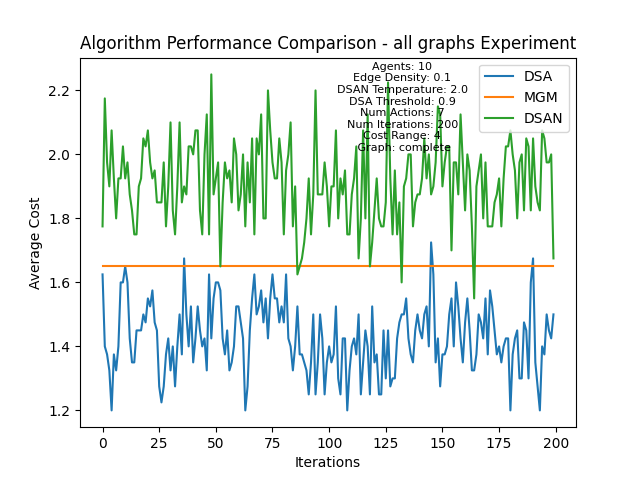 Algorithm Performance Comparison - all graphs Experiment
Agents: 10
Edge Density: 0.1
DSAN Temperature: 2.0
DSA Threshold: 0.9
Num Actions: 7
Num Iterations: 200
Cost Range: 4
Graph: complete
DSA
MGM
DSAN
Average Cost
2.2
2.0
1.8
1.6
1.4
1.2
0 25 50 75 100 125 150 175 200
Iterations